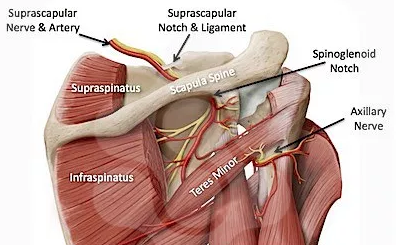 Suprascapular
Nerve & Artery
Suprascapular
Notch & Ligament
Spinoglenoid
Notch
Scapula Spine
Supraspinatus
Axillary
Nerve
Infraspinatus
Teres Minor